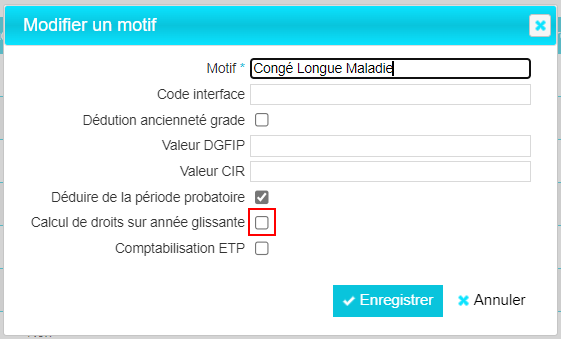 Modifier un motif
Motif * Congé Longue Maladie
Code interface
Dédution ancienneté grade
Valeur DGFIP
Valeur CIR
Déduire de la période probatoire
Calcul de droits sur année glissante
Comptabilisation ETP
Enregistrer Annuler